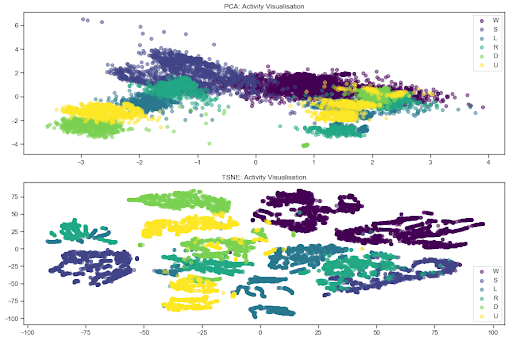 PCA: Activity Visualisation
6
4
2
0
−2
−4
W
S
L
R
D
U
−3
−2
−1
0
1
2
3
4
TSNE: Activity Visualisation
75
50
25
0
−25
−50
−75
−100
W
S
L
R
D
U
−100
−75
−50
−25
0
25
50
75
100